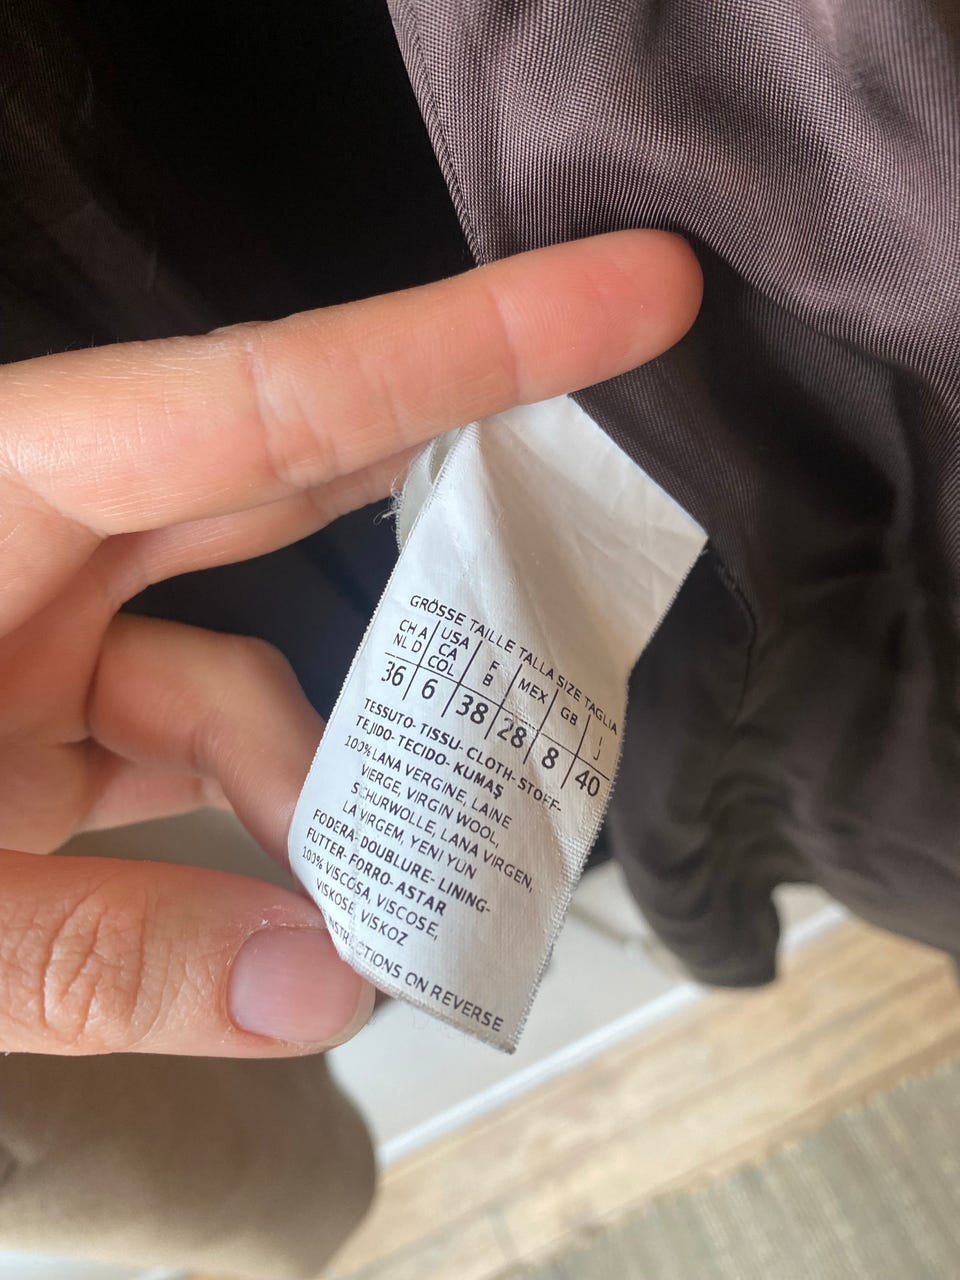 GRÖSSE TAILLE TALLA SIZE TAGLIA
CH A NL D | USA CA COL | F B | MEX | GB | I J
36 | 6 | 38 | 28 | 8 | 40
TESSUTO- TISSU- CLOTH- STOFF-
TEJIDO- TECIDO- KUMAŞ
100% LANA VERGINE, LAINE
VIERGE, VIRGIN WOOL,
SCHURWOLLE, LANA VIRGEN,
LA VIRGEM, YENI YÜN
FODERA- DOUBLURE- LINING-
FUTTER- FORRO- ASTAR
100% VISCOSA, VISCOSE,
VISKOSE, VISKOZ
INSTRUCTIONS ON REVERSE